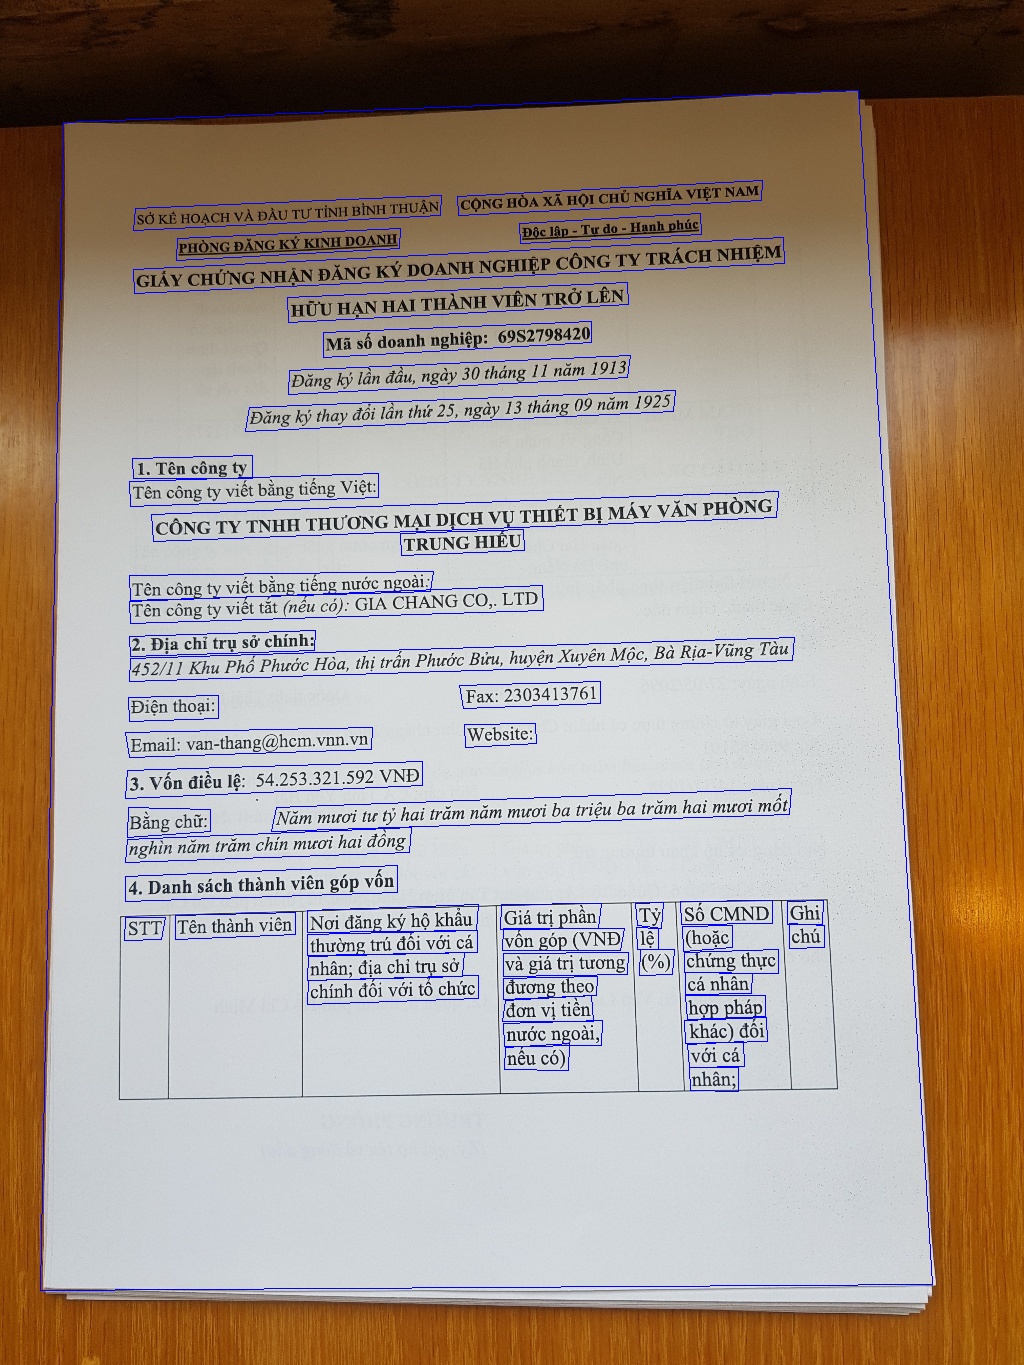 SỞ KẾ HOẠCH VÀ ĐẦU TƯ TỈNH BÌNH THUẬN
CỘNG HÒA XÃ HỘI CHỦ NGHĨA VIỆT NAM
PHÒNG ĐĂNG KÝ KINH DOANH
Độc lập - Tự do - Hạnh phúc
GIẤY CHỨNG NHẬN ĐĂNG KÝ DOANH NGHIỆP CÔNG TY TRÁCH NHIỆM
HỮU HẠN HAI THÀNH VIÊN TRỞ LÊN
Mã số doanh nghiệp: 69S2798420
Đăng ký lần đầu, ngày 30 tháng 11 năm 1913
Đăng ký thay đổi lần thứ 25, ngày 13 tháng 09 năm 1925
1. Tên công ty
Tên công ty viết bằng tiếng Việt:
CÔNG TY TNHH THƯƠNG MẠI DỊCH VỤ THIẾT BỊ MÁY VĂN PHÒNG
TRUNG HIẾU
Tên công ty viết bằng tiếng nước ngoài:
Tên công ty viết tắt (nếu có): GIA CHANG CO,. LTD
2. Địa chỉ trụ sở chính:
452/11 Khu Phố Phước Hòa, thị trấn Phước Bửu, huyện Xuyên Mộc, Bà Rịa-Vũng Tàu
Điện thoại:
Fax: 2303413761
Email: van-thang@hcm.vnn.vn
Website:
3. Vốn điều lệ: 54.253.321.592 VNĐ
Bằng chữ: Năm mươi tư tỷ hai trăm năm mươi ba triệu ba trăm hai mươi mốt
nghìn năm trăm chín mươi hai đồng
4. Danh sách thành viên góp vốn
STT
Tên thành viên
Nơi đăng ký hộ khẩu
thường trú đối với cá
nhân; địa chỉ trụ sở
chính đối với tổ chức
Giá trị phần
vốn góp (VNĐ
và giá trị tương
đương theo
đơn vị tiền
nước ngoài,
nếu có)
Tỷ
lệ
(%)
Số CMND
(hoặc
chứng thực
cá nhân
hợp pháp
khác) đối
với cá
nhân;
Ghi
chú